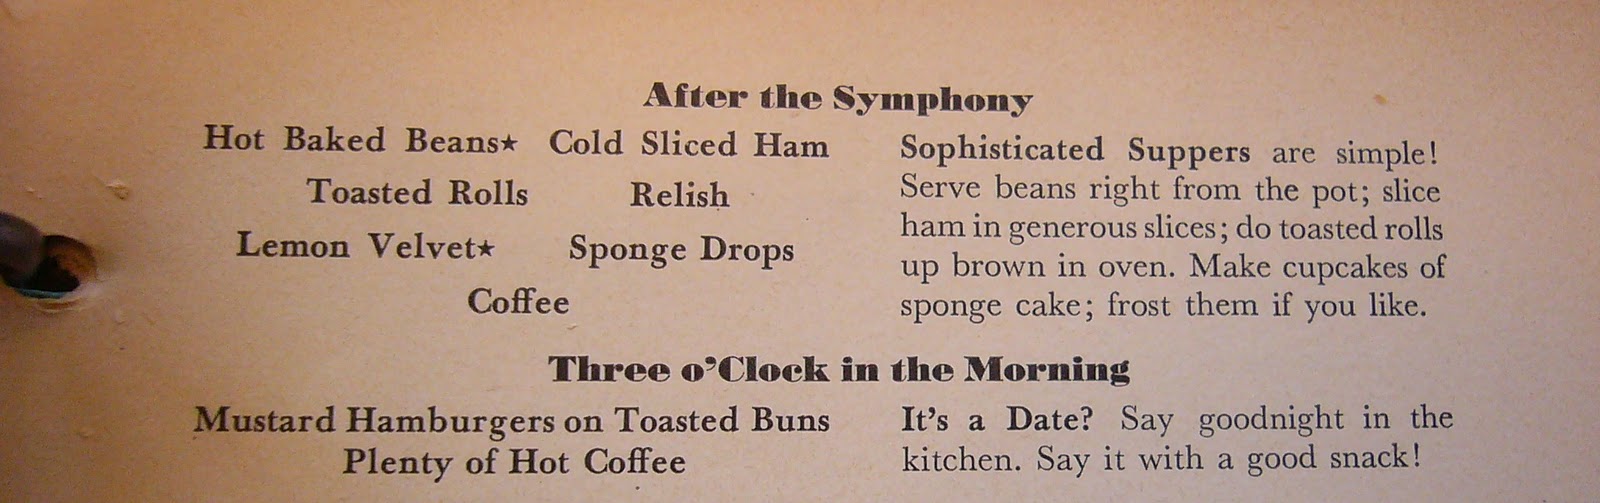 After the Symphony
Hot Baked Beans★ Cold Sliced Ham
Toasted Rolls Relish
Lemon Velvet★ Sponge Drops
Coffee
Sophisticated Suppers are simple!
Serve beans right from the pot; slice
ham in generous slices; do toasted rolls
up brown in oven. Make cupcakes of
sponge cake; frost them if you like.
Three o'Clock in the Morning
Mustard Hamburgers on Toasted Buns
Plenty of Hot Coffee
It's a Date? Say goodnight in the
kitchen. Say it with a good snack!